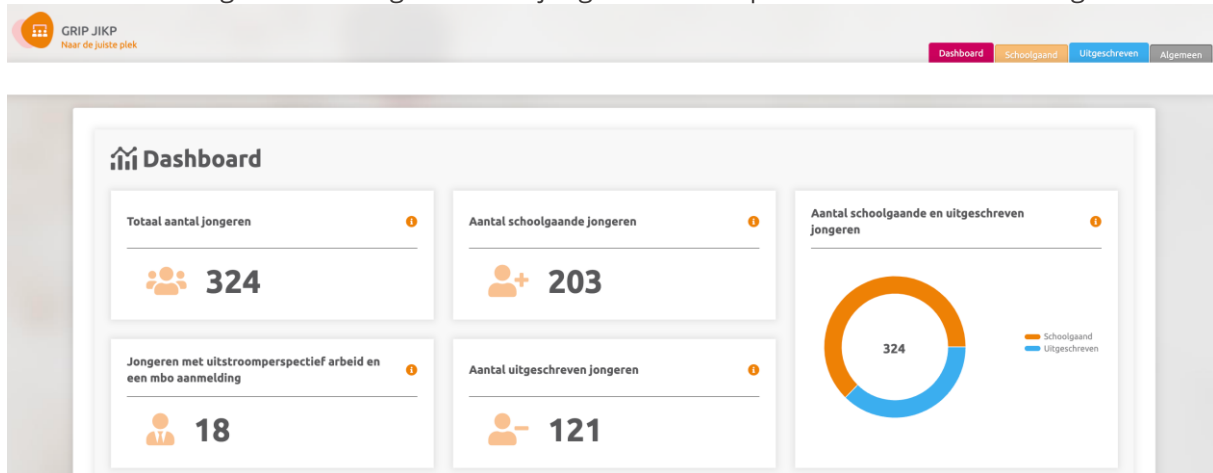 GRIP JIKP
Naar de juiste plek
Dashboard
Schoolgaand
Uitgeschreven
Algemeen
Dashboard
Totaal aantal jongeren
324
Aantal schoolgaande jongeren
203
Aantal schoolgaande en uitgeschreven
jongeren
324
Schoolgaand
Uitgeschreven
Jongeren met uitstroomperspectief arbeid en
een mbo aanmelding
18
Aantal uitgeschreven jongeren
121